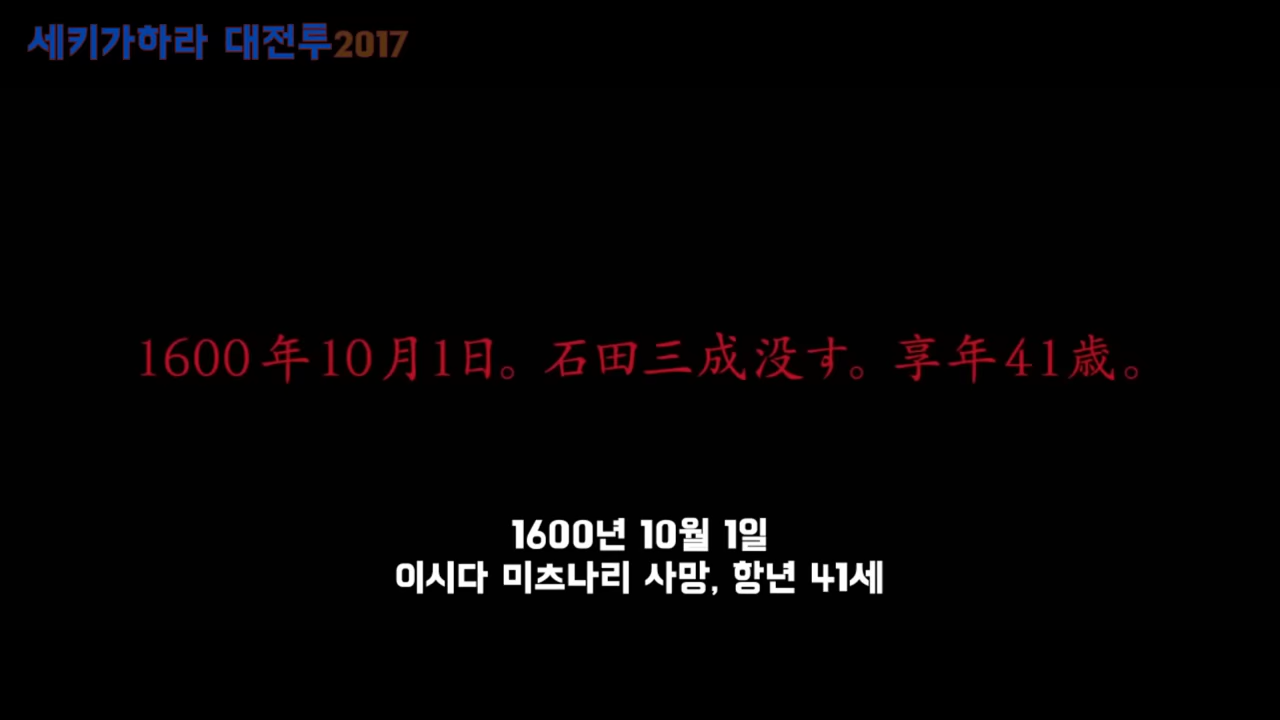 세키가하라 대전투2017
1600年10月1日。石田三成没す。享年41歳。
1600년 10월 1일
이시다 미츠나리 사망, 항년 41세